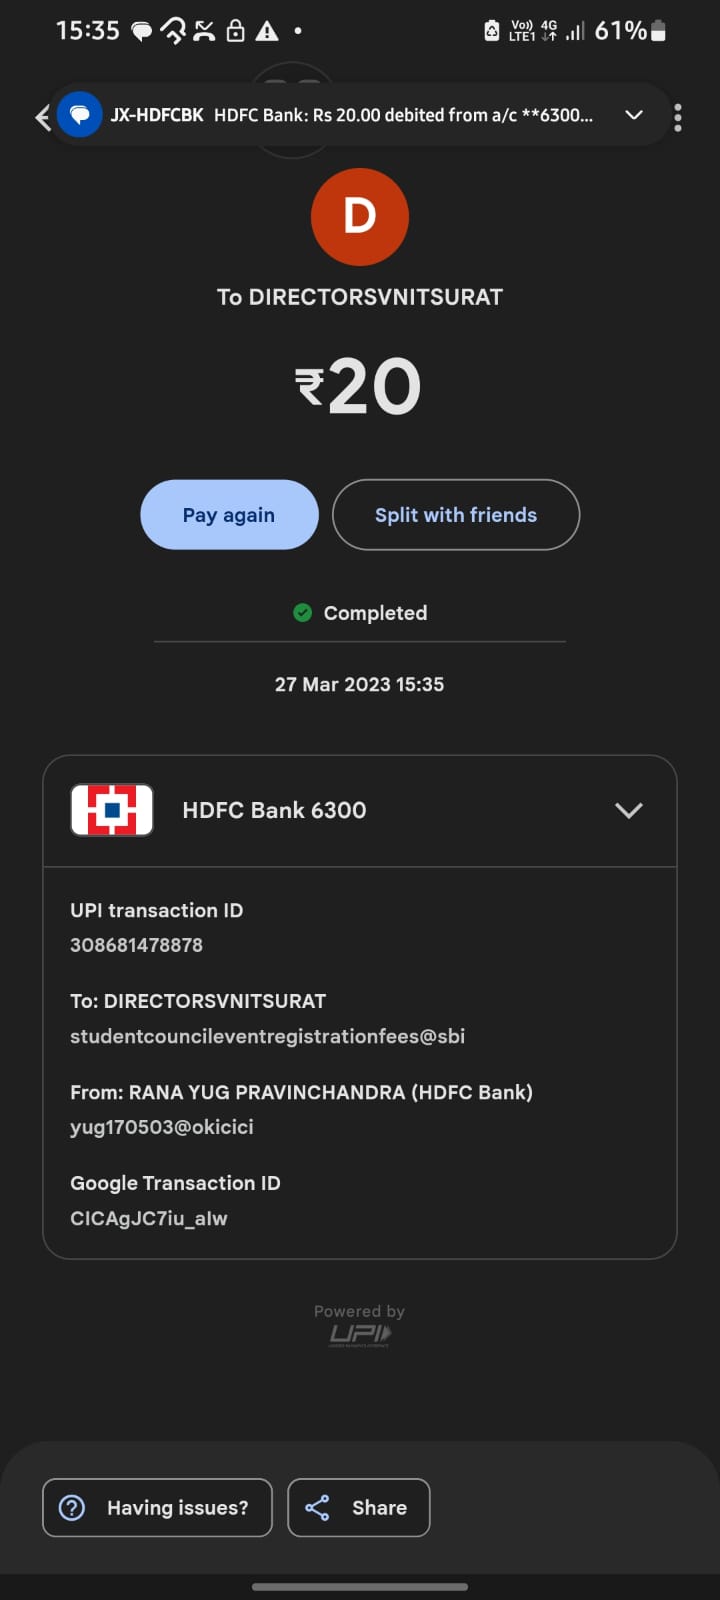 15:35
Vo)) 4G
LTE1
61%
JX-HDFCBK HDFC Bank: Rs 20.00 debited from a/c **6300...
D
To DIRECTORSVNITSURAT
₹20
Pay again
Split with friends
Completed
27 Mar 2023 15:35
HDFC Bank 6300
UPI transaction ID
308681478878
To: DIRECTORSVNITSURAT
studentcouncileventregistrationfees@sbi
From: RANA YUG PRAVINCHANDRA (HDFC Bank)
yug170503@okicici
Google Transaction ID
CICAgJC7iu_aIw
Powered by
UPI
Having issues?
Share